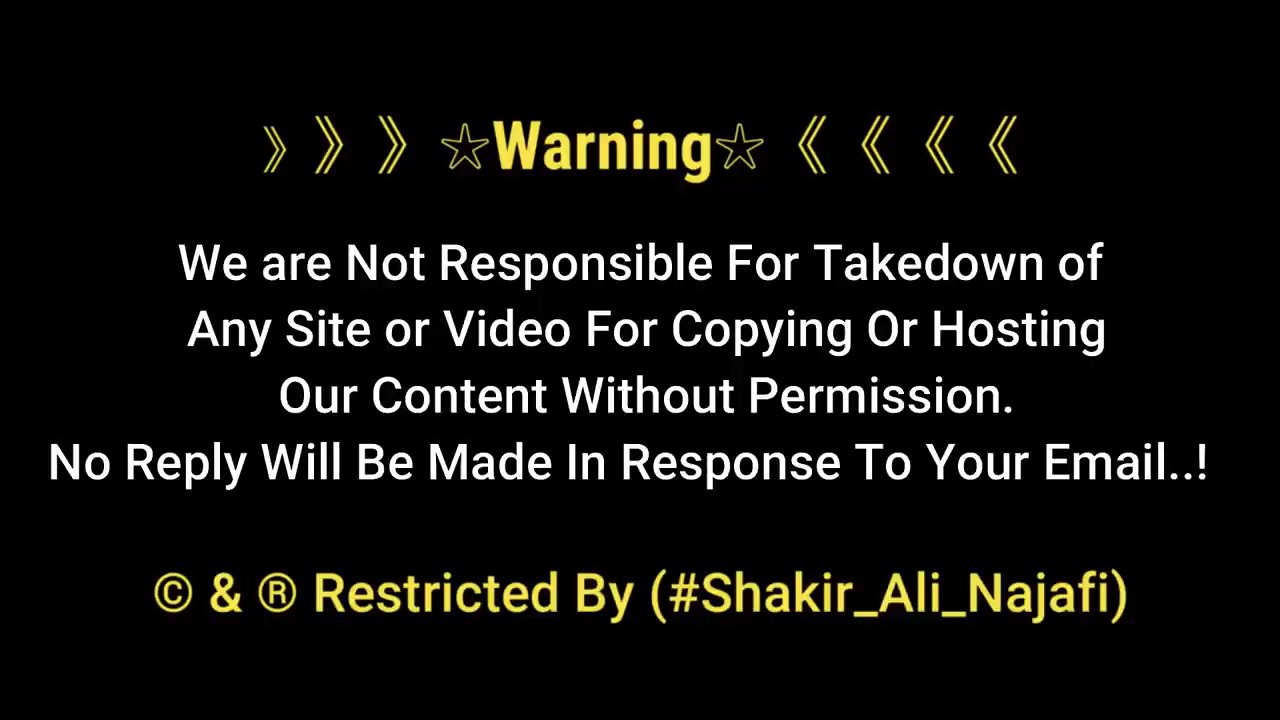 》》》☆Warning☆《《《《
We are Not Responsible For Takedown of
Any Site or Video For Copying Or Hosting
Our Content Without Permission.
No Reply Will Be Made In Response To Your Email..!
© & ® Restricted By (#Shakir_Ali_Najafi)